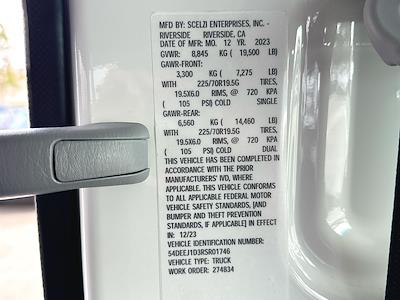 MFD BY: SCELZI ENTERPRISES, INC. -
RIVERSIDE RIVERSIDE, CA
DATE OF MFR: MO. 12 YR. 2023
GVWR: 8,845 KG ( 19,500 LB)
GAWR-FRONT:
3,300 KG ( 7,275 LB)
WITH 225/70R19.5G TIRES,
19.5X6.0 RIMS, @ 720 KPA
( 105 PSI) COLD SINGLE
GAWR-REAR:
6,560 KG ( 14,460 LB)
WITH 225/70R19.5G TIRES,
19.5X6.0 RIMS, @ 720 KPA
( 105 PSI) COLD DUAL
THIS VEHICLE HAS BEEN COMPLETED IN
ACCORDANCE WITH THE PRIOR
MANUFACTURERS' IVD, WHERE
APPLICABLE. THIS VEHICLE CONFORMS
TO ALL APPLICABLE FEDERAL MOTOR
VEHICLE SAFETY STANDARDS, [AND
BUMPER AND THEFT PREVENTION
STANDARDS, IF APPLICABLE] IN EFFECT
IN: 12/23
VEHICLE IDENTIFICATION NUMBER:
54DEEJ1D3RSR01746
VEHICLE TYPE: TRUCK
WORK ORDER: 274834